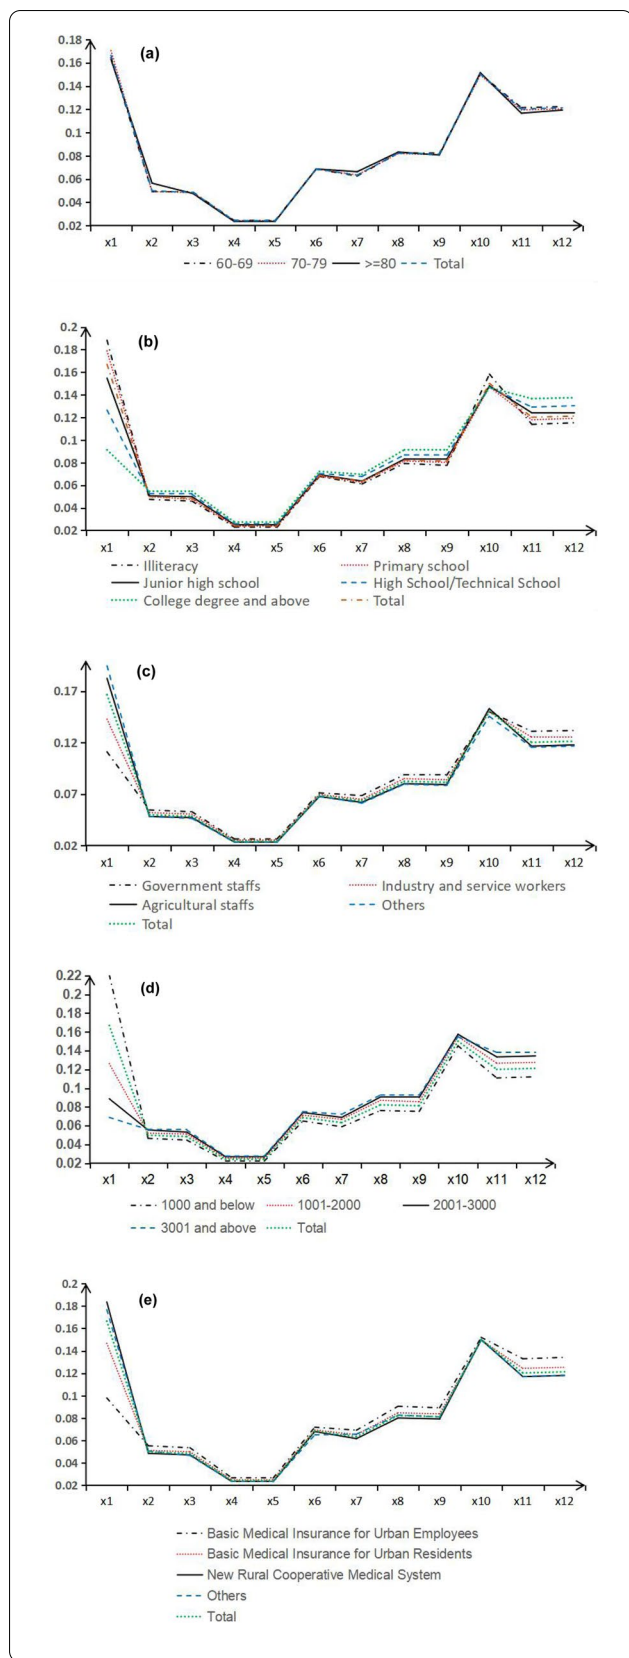 (a)
0.18
0.16
0.14
0.12
0.1
0.08
0.06
0.04
0.02
x1 x2 x3 x4 x5 x6 x7 x8 x9 x10 x11 x12
60-69 70-79 >=80 Total
(b)
0.2
0.18
0.16
0.14
0.12
0.1
0.08
0.06
0.04
0.02
x1 x2 x3 x4 x5 x6 x7 x8 x9 x10 x11 x12
Illiteracy Primary school
Junior high school High School/Technical School
College degree and above Total
(c)
0.17
0.12
0.07
0.02
x1 x2 x3 x4 x5 x6 x7 x8 x9 x10 x11 x12
Government staffs Industry and service workers
Agricultural staffs Others
Total
(d)
0.22
0.2
0.18
0.16
0.14
0.12
0.1
0.08
0.06
0.04
0.02
x1 x2 x3 x4 x5 x6 x7 x8 x9 x10 x11 x12
1000 and below 1001-2000 2001-3000
3001 and above Total
(e)
0.2
0.18
0.16
0.14
0.12
0.1
0.08
0.06
0.04
0.02
x1 x2 x3 x4 x5 x6 x7 x8 x9 x10 x11 x12
Basic Medical Insurance for Urban Employees
Basic Medical Insurance for Urban Residents
New Rural Cooperative Medical System
Others
Total